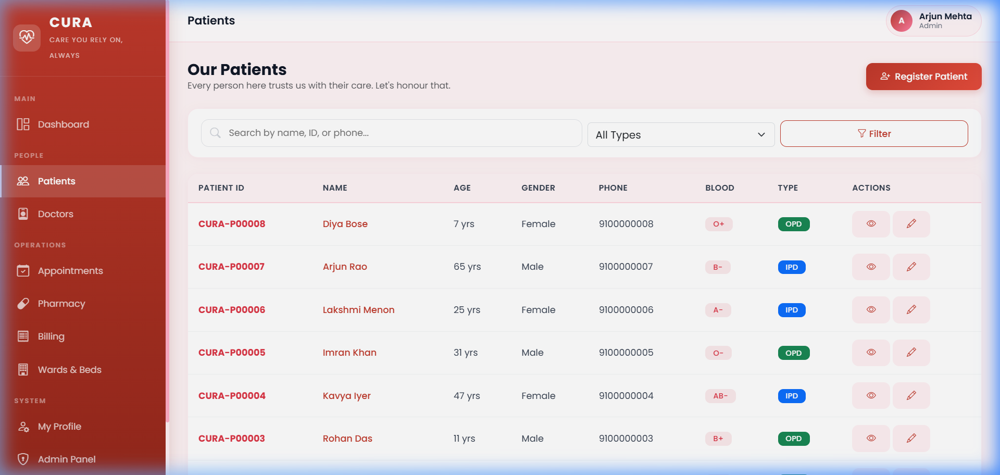 CURA
CARE YOU RELY ON,
ALWAYS
MAIN
Dashboard
PEOPLE
Patients
Doctors
OPERATIONS
Appointments
Pharmacy
Billing
Wards & Beds
SYSTEM
My Profile
Admin Panel
Patients
A
Arjun Mehta
Admin
Our Patients
Every person here trusts us with their care. Let's honour that.
Register Patient
Search by name, ID, or phone...
All Types
Filter
PATIENT ID NAME AGE GENDER PHONE BLOOD TYPE ACTIONS
CURA-P00008 Diya Bose 7 yrs Female 9100000008 O+ OPD
CURA-P00007 Arjun Rao 65 yrs Male 9100000007 B- IPD
CURA-P00006 Lakshmi Menon 25 yrs Female 9100000006 A- IPD
CURA-P00005 Imran Khan 31 yrs Male 9100000005 O- OPD
CURA-P00004 Kavya Iyer 47 yrs Female 9100000004 AB- IPD
CURA-P00003 Rohan Das 11 yrs Male 9100000003 B+ OPD